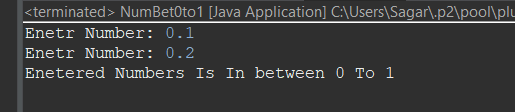 <terminated> NumBet0to1 [Java Application] C:\Users\Sagar\.p2\pool\plu
Enetr Number: 0.1
Enetr Number: 0.2
Enetered Numbers Is In between 0 To 1